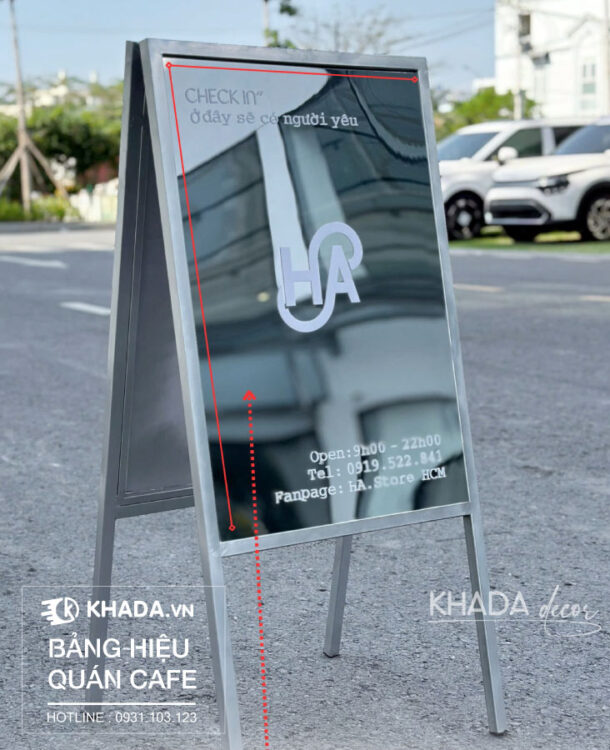 CHECK in"
Ở đây sẽ có người yêu
HA
Open: 9h00 - 22h00
Tel: 0919.522.841
Fanpage: HA.Store HCM
KHADA.VN
BẢNG HIỆU
QUÁN CAFE
HOTLINE : 0931.103.123
KHADA decor